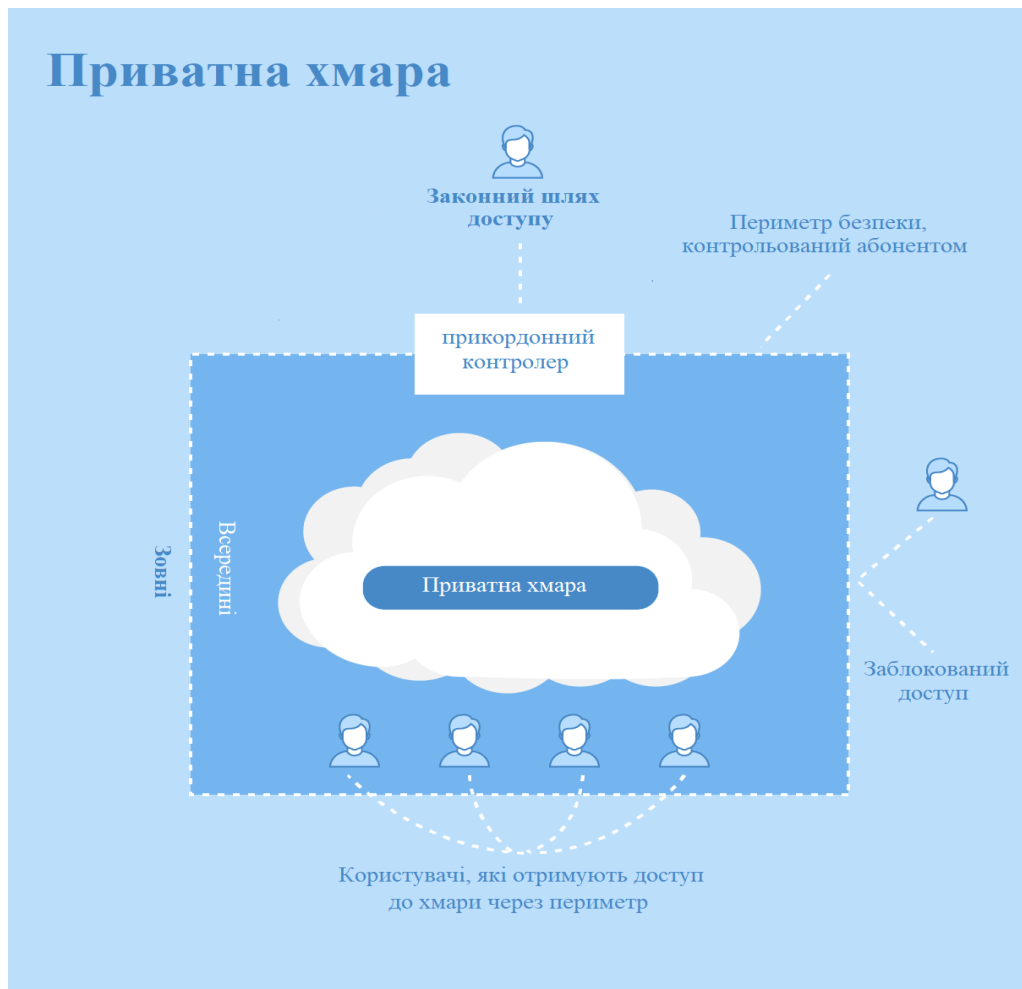 Приватна хмара
Законний шлях
доступу
Периметр безпеки,
контрольований абонентом
прикордонний
контролер
Зовні
Всередині
Приватна хмара
Заблокований
доступ
Користувачі, які отримують доступ
до хмари через периметр